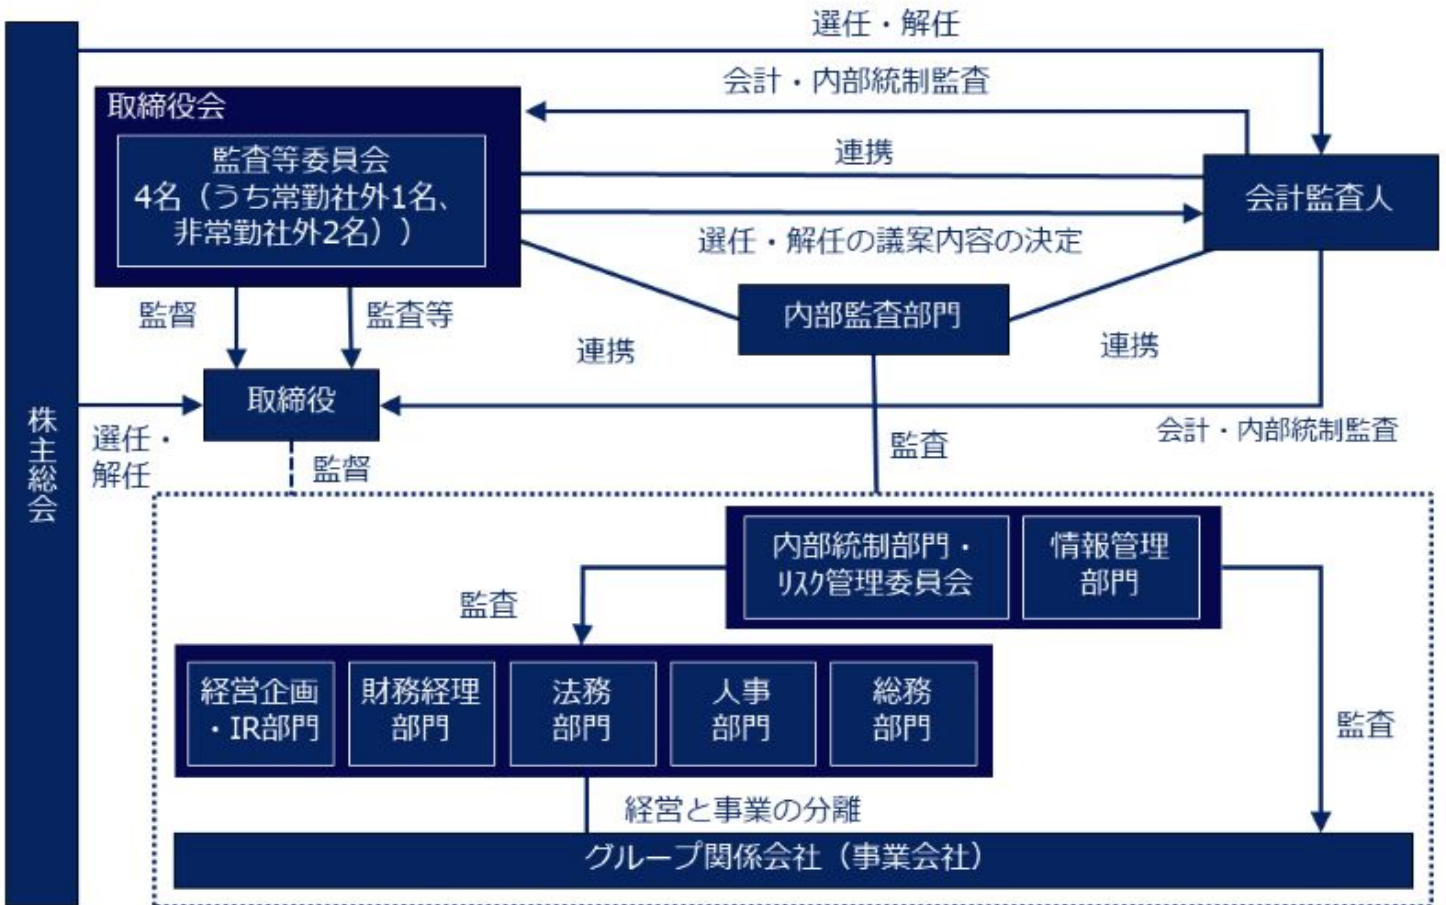 選任・解任
会計・内部統制監査
取締役会
監査等委員会
4名（うち常勤社外1名、
非常勤社外2名））
連携
会計監査人
選任・解任の議案内容の決定
監督
監査等
内部監査部門
連携
連携
株主総会
取締役
選任・
解任
会計・内部統制監査
監督
監査
内部統制部門・
ﾘｽｸ管理委員会
情報管理
部門
監査
経営企画
・IR部門
財務経理
部門
法務
部門
人事
部門
総務
部門
監査
経営と事業の分離
グループ関係会社（事業会社）